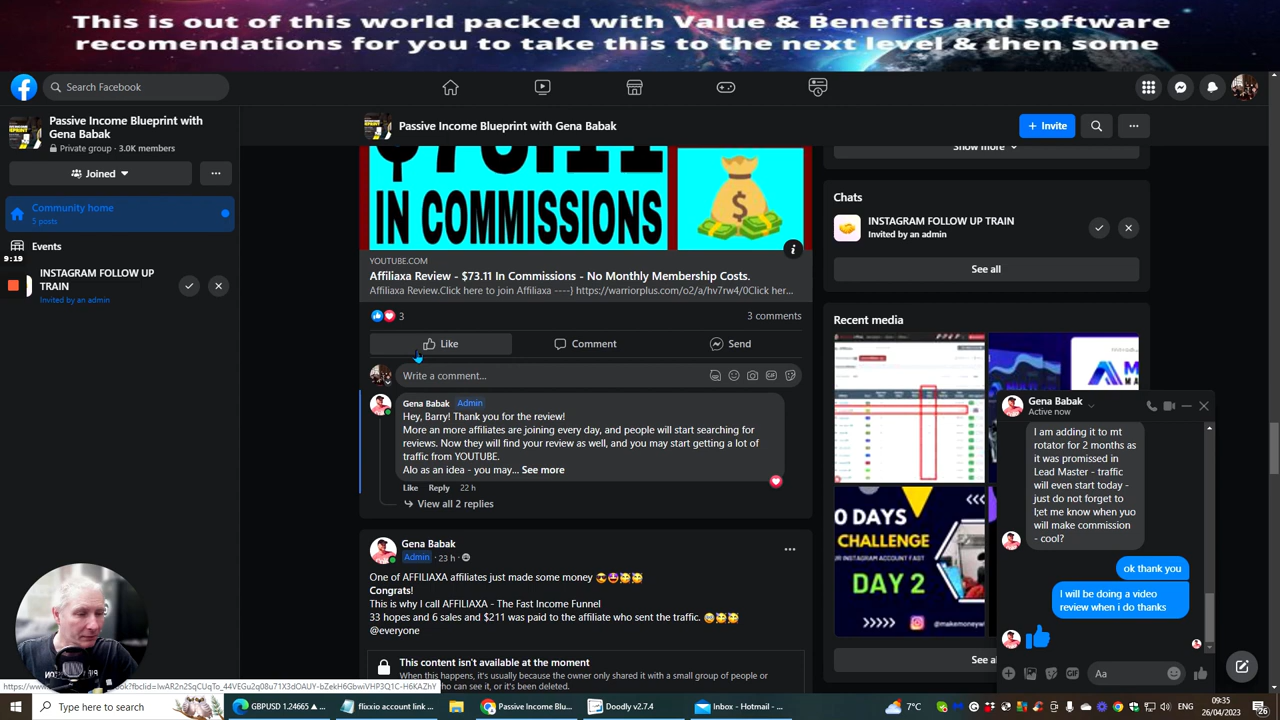 This is out of this world packed with Value & Benefits and software
recomendations for you to take this to the next level & then some
Search Facebook
Passive Income Blueprint with
Gena Babak
Private group · 3.0K members
Joined
Community home
5 posts
Events
9:19
INSTAGRAM FOLLOW UP
TRAIN
Invited by an admin
Passive Income Blueprint with Gena Babak
+ Invite
IN COMMISSIONS
YOUTUBE.COM
Affiliaxa Review - $73.11 In Commissions - No Monthly Membership Costs.
Affiliaxa Review.Click here to join Affiliaxa ----} https://warriorplus.com/o2/a/hv7rw4/0Click her...
3
3 comments
Like
Comment
Send
Write a comment...
Gena Babak Admin
Hey, Barry! Thank you for the review!
More an more affiliates are joining every day, and people will start searching for
reviews. Now they will find your review as well, and you may start getting a lot of
traffic from YOUTUBE.
Alo as an idea - you may... See more
Like Reply 22 h
View all 2 replies
Gena Babak
Admin · 23 h ·
One of AFFILIAXA affiliates just made some money
Congrats!
This is why I call AFFILIAXA - The Fast Income Funnel
33 hops and 6 sales and $211 was paid to the affiliate who sent the traffic.
@everyone
This content isn't available at the moment
When this happens, it's usually because the owner only shared it with a small group of people or
Show more
Chats
INSTAGRAM FOLLOW UP TRAIN
Invited by an admin
See all
Recent media
0 DAYS
CHALLENGE
UR INSTAGRAM ACCOUNT FAST
DAY 2
>>>>>
@makemoneyw
See al
Gena Babak
Active now
I am adding it to mt
rotator for 2 months as
it was promissed in
Lead Master - traffic
will even start today -
just do not forget to
let me know when yuo
will make commission
- cool?
ok thank you
I will be doing a video
review when i do thanks
Aa
Type here to search
GBPUSD 1.24665 ▲ ...
flixxio account link ...
Passive Income Blu...
Doodly v2.7.4
Inbox - Hotmail - ...
7°C
09:35
26/04/2023